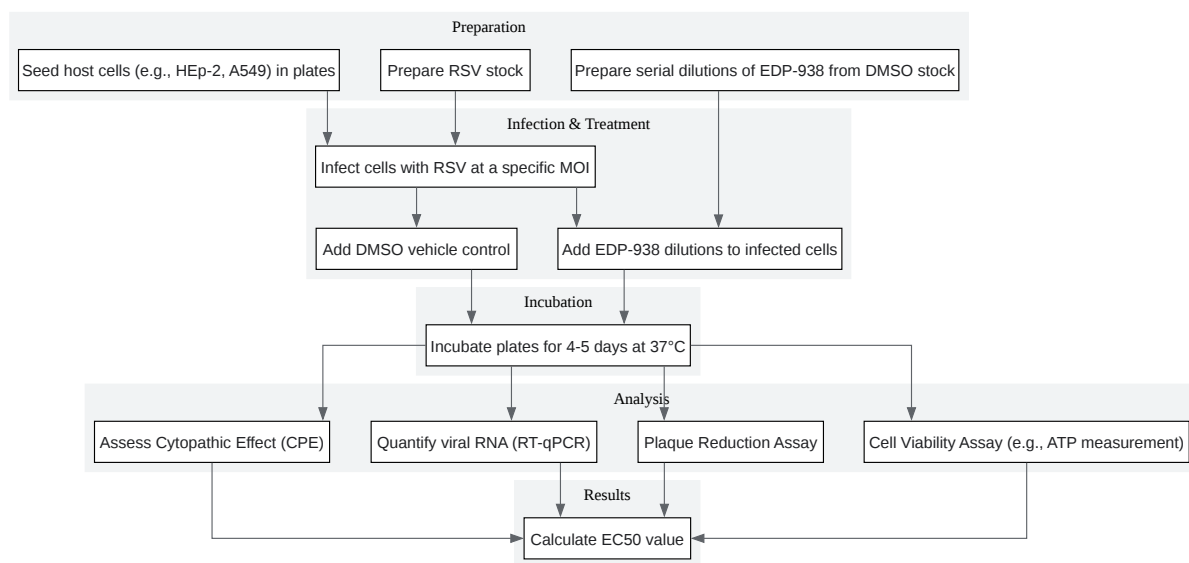 Preparation
Seed host cells (e.g., HEp-2, A549) in plates
Prepare RSV stock
Prepare serial dilutions of EDP-938 from DMSO stock
Infection & Treatment
Infect cells with RSV at a specific MOI
Add DMSO vehicle control
Add EDP-938 dilutions to infected cells
Incubation
Incubate plates for 4-5 days at 37°C
Analysis
Assess Cytopathic Effect (CPE)
Quantify viral RNA (RT-qPCR)
Plaque Reduction Assay
Cell Viability Assay (e.g., ATP measurement)
Results
Calculate EC50 value